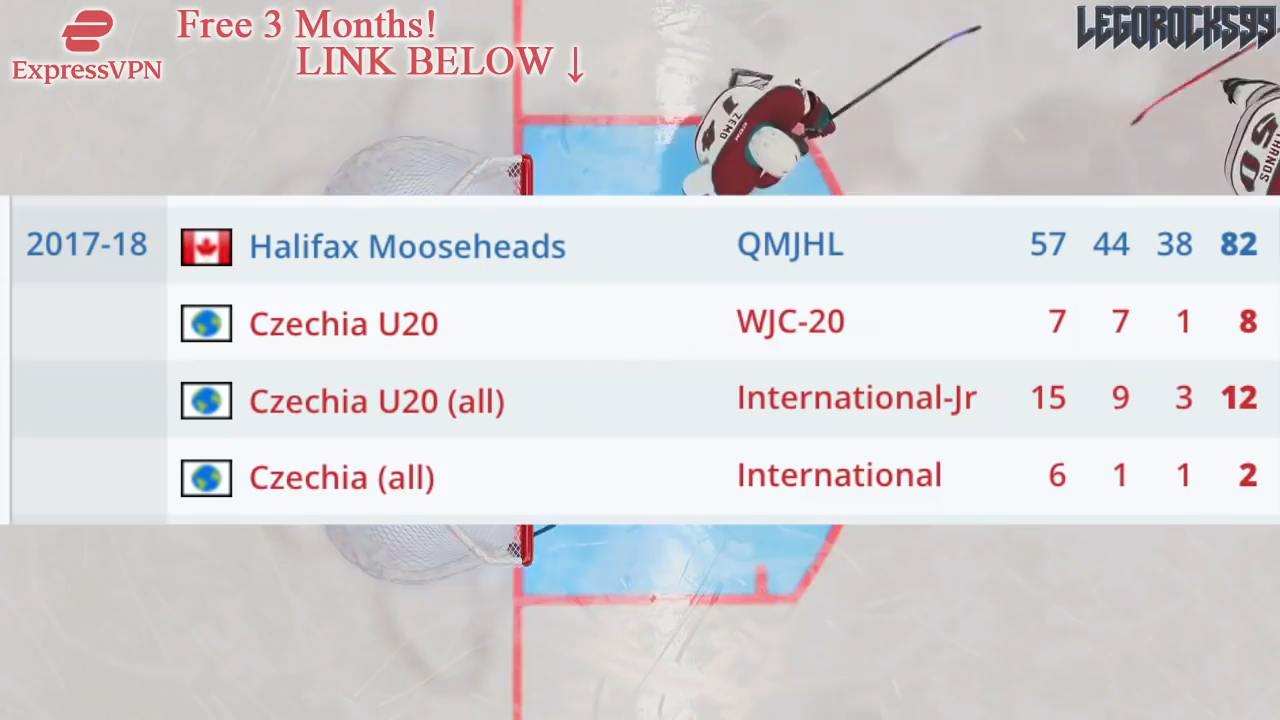 ExpressVPN
Free 3 Months!
LINK BELOW ↓
LEGOROCKS99
ZEMO
2017-18 Halifax Mooseheads QMJHL 57 44 38 82
Czechia U20 WJC-20 7 7 1 8
Czechia U20 (all) International-Jr 15 9 3 12
Czechia (all) International 6 1 1 2